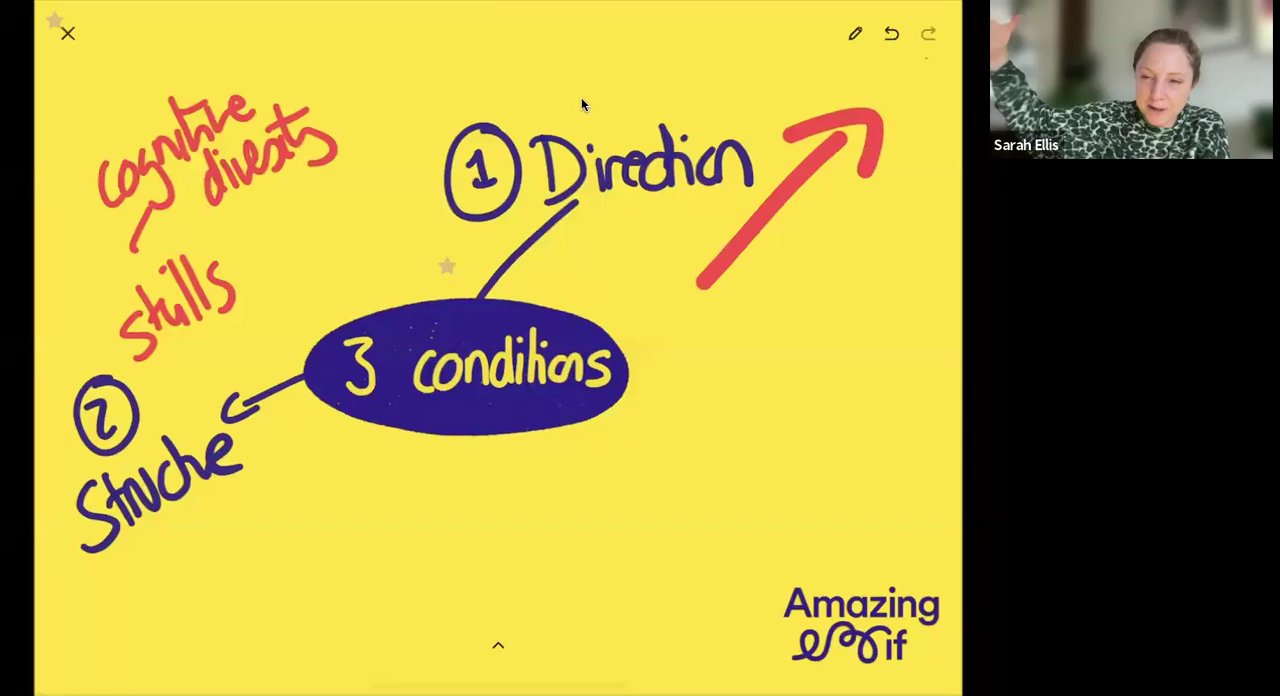 cognitive
diversity
skills
1 Direction
3 conditions
2
Structure
Amazing
if
Sarah Ellis